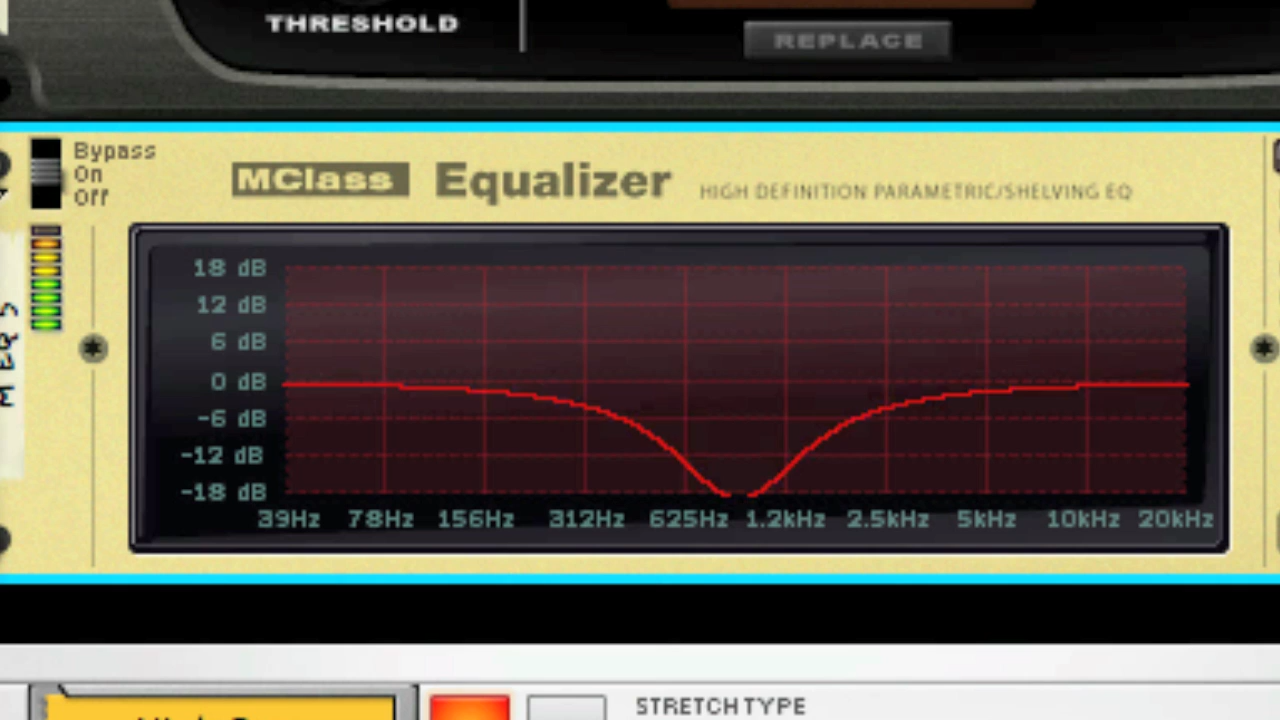 THRESHOLD
REPLACE
Bypass
On
Off
MClass Equalizer HIGH DEFINITION PARAMETRIC/SHELVING EQ
18 dB
12 dB
6 dB
0 dB
-6 dB
-12 dB
-18 dB
39Hz 78Hz 156Hz 312Hz 625Hz 1.2kHz 2.5kHz 5kHz 10kHz 20kHz
M EQ 5
STRETCH TYPE